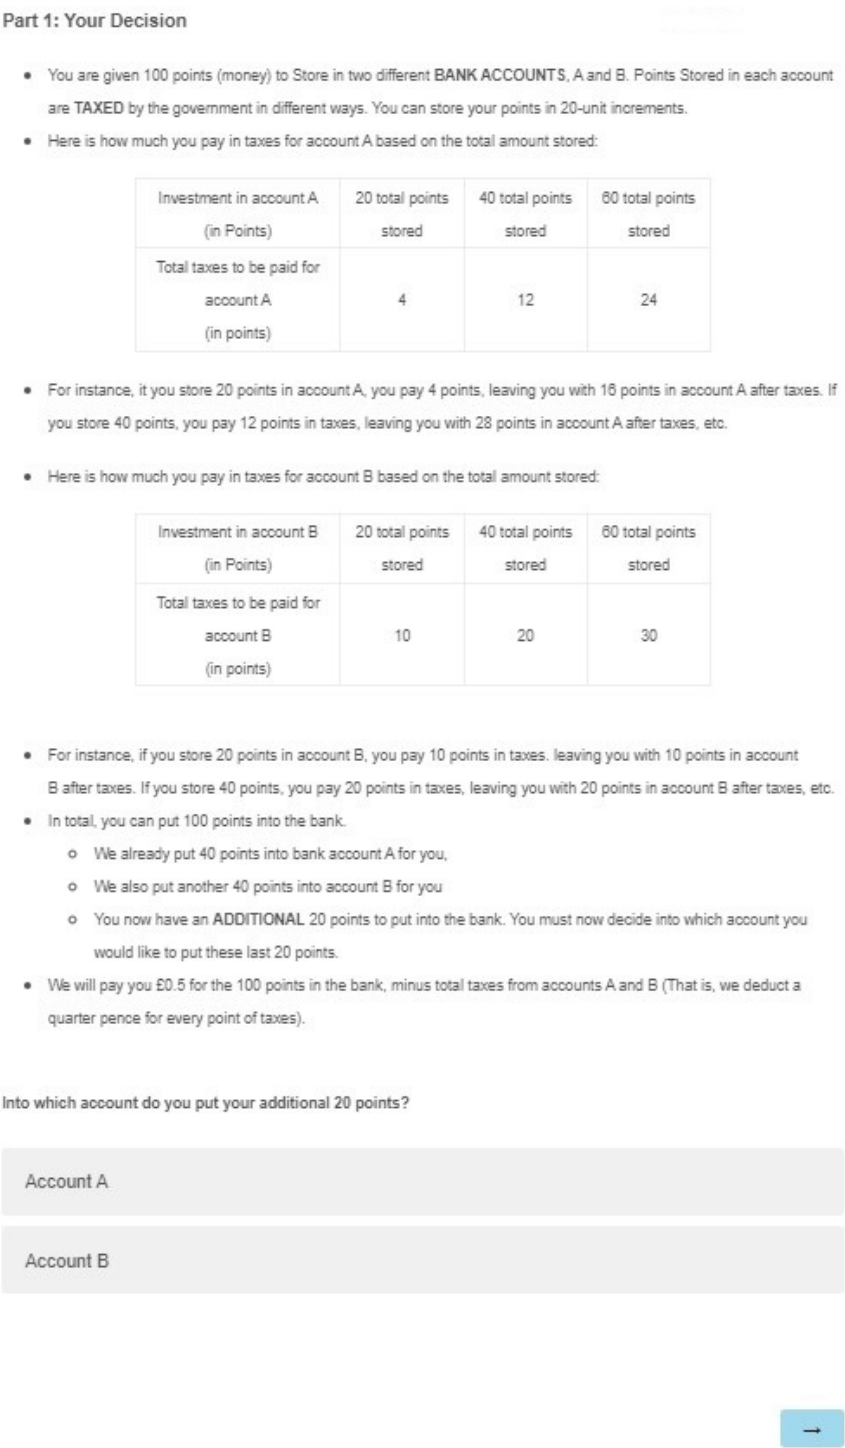 Part 1: Your Decision
• You are given 100 points (money) to Store in two different BANK ACCOUNTS, A and B. Points Stored in each account
are TAXED by the government in different ways. You can store your points in 20-unit increments.
• Here is how much you pay in taxes for account A based on the total amount stored:
Investment in account A 20 total points 40 total points 60 total points
(in Points) stored stored stored
Total taxes to be paid for
account A 4 12 24
(in points)
• For instance, it you store 20 points in account A, you pay 4 points, leaving you with 16 points in account A after taxes. If
you store 40 points, you pay 12 points in taxes, leaving you with 28 points in account A after taxes, etc.
• Here is how much you pay in taxes for account B based on the total amount stored:
Investment in account B 20 total points 40 total points 60 total points
(in Points) stored stored stored
Total taxes to be paid for
account B 10 20 30
(in points)
• For instance, if you store 20 points in account B, you pay 10 points in taxes. leaving you with 10 points in account
B after taxes. If you store 40 points, you pay 20 points in taxes, leaving you with 20 points in account B after taxes, etc.
• In total, you can put 100 points into the bank.
o We already put 40 points into bank account A for you,
o We also put another 40 points into account B for you
o You now have an ADDITIONAL 20 points to put into the bank. You must now decide into which account you
would like to put these last 20 points.
• We will pay you £0.5 for the 100 points in the bank, minus total taxes from accounts A and B (That is, we deduct a
quarter pence for every point of taxes).
Into which account do you put your additional 20 points?
Account A
Account B
→